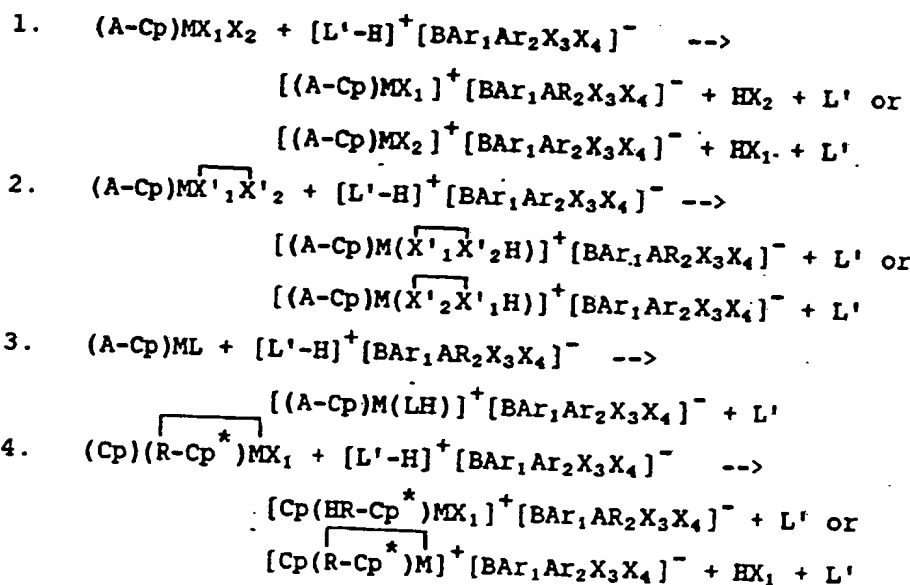 1. (A-Cp)MX₁X₂ + [L'-H]⁺[BAr₁Ar₂X₃X₄]⁻ -->
[(A-Cp)MX₁]⁺[BAr₁AR₂X₃X₄]⁻ + HX₂ + L' or
[(A-Cp)MX₂]⁺[BAr₁Ar₂X₃X₄]⁻ + HX₁ + L'
2. (A-Cp)MX'₁X'₂ + [L'-H]⁺[BAr₁Ar₂X₃X₄]⁻ -->
[(A-Cp)M(X'₁X'₂H)]⁺[BAr₁AR₂X₃X₄]⁻ + L' or
[(A-Cp)M(X'₂X'₁H)]⁺[BAr₁Ar₂X₃X₄]⁻ + L'
3. (A-Cp)ML + [L'-H]⁺[BAr₁AR₂X₃X₄]⁻ -->
[(A-Cp)M(LH)]⁺[BAr₁Ar₂X₃X₄]⁻ + L'
4. (Cp)(R-Cp*)MX₁ + [L'-H]⁺[BAr₁Ar₂X₃X₄]⁻ -->
[Cp(HR-Cp*)MX₁]⁺[BAr₁AR₂X₃X₄]⁻ + L' or
[Cp(R-Cp*)M]⁺[BAr₁Ar₂X₃X₄]⁻ + HX₁ + L'